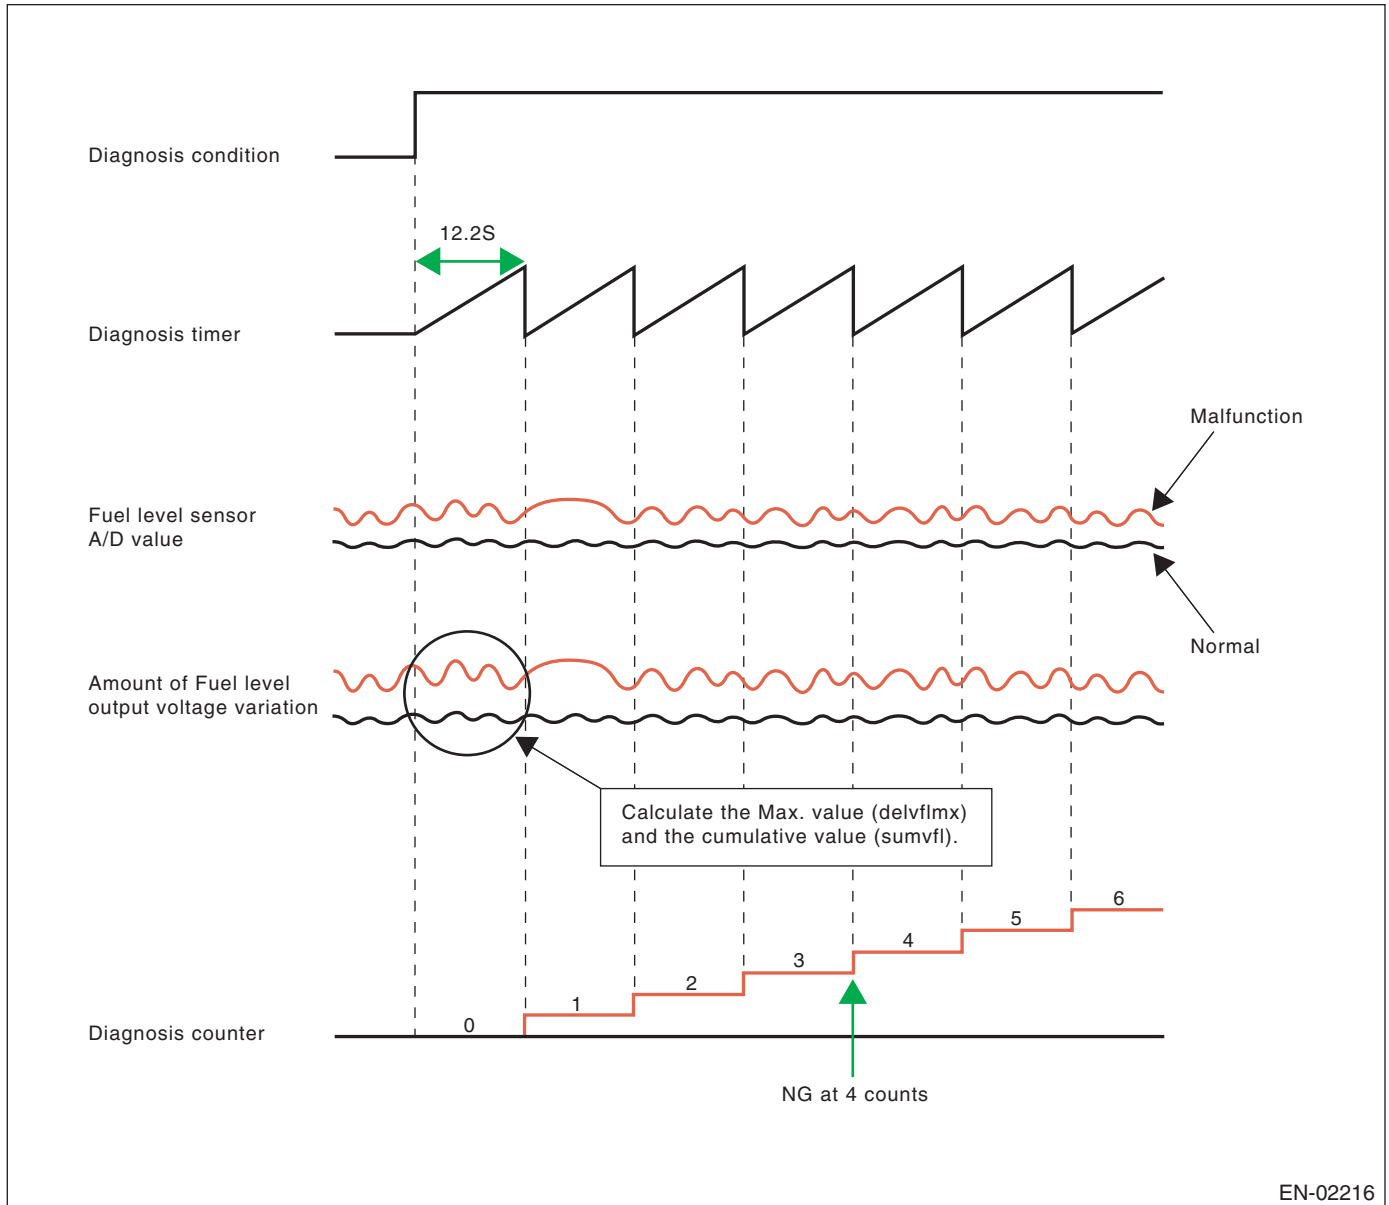 Diagnosis condition
12.2S
Diagnosis timer
Malfunction
Fuel level sensor
A/D value
Normal
Amount of Fuel level
output voltage variation
Calculate the Max. value (delvflmx)
and the cumulative value (sumvfl).
6
5
4
3
2
1
0
Diagnosis counter
NG at 4 counts
EN-02216